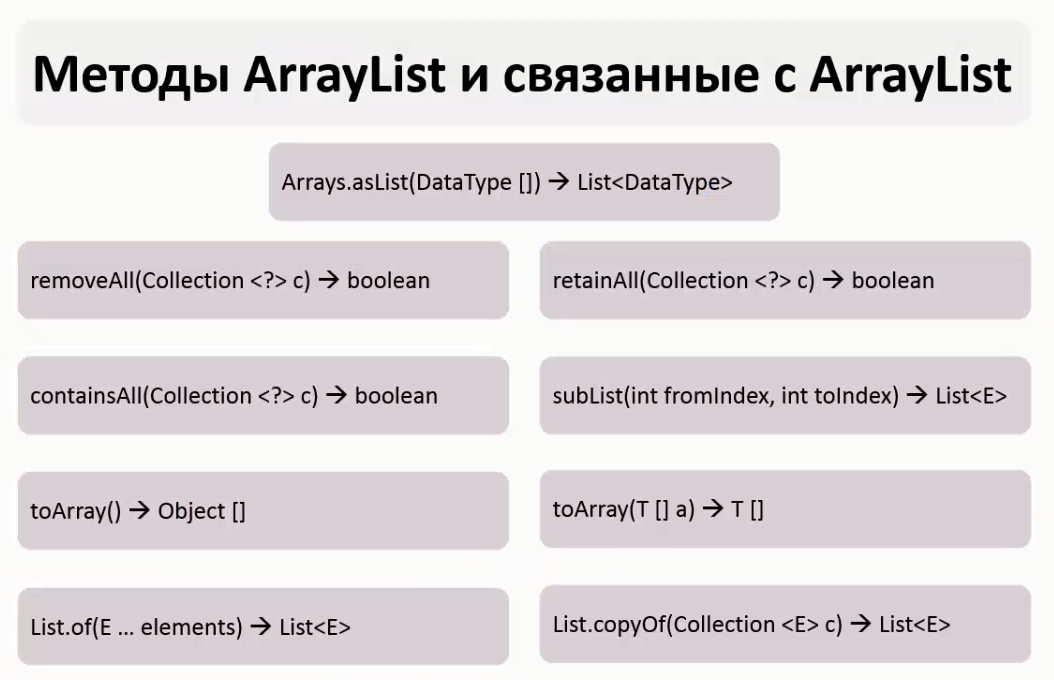 Методы ArrayList и связанные с ArrayList
Arrays.asList(DataType []) → List<DataType>
removeAll(Collection <?> c) → boolean
retainAll(Collection <?> c) → boolean
containsAll(Collection <?> c) → boolean
subList(int fromIndex, int toIndex) → List<E>
toArray() → Object []
toArray(T [] a) → T []
List.of(E ... elements) → List<E>
List.copyOf(Collection <E> c) → List<E>